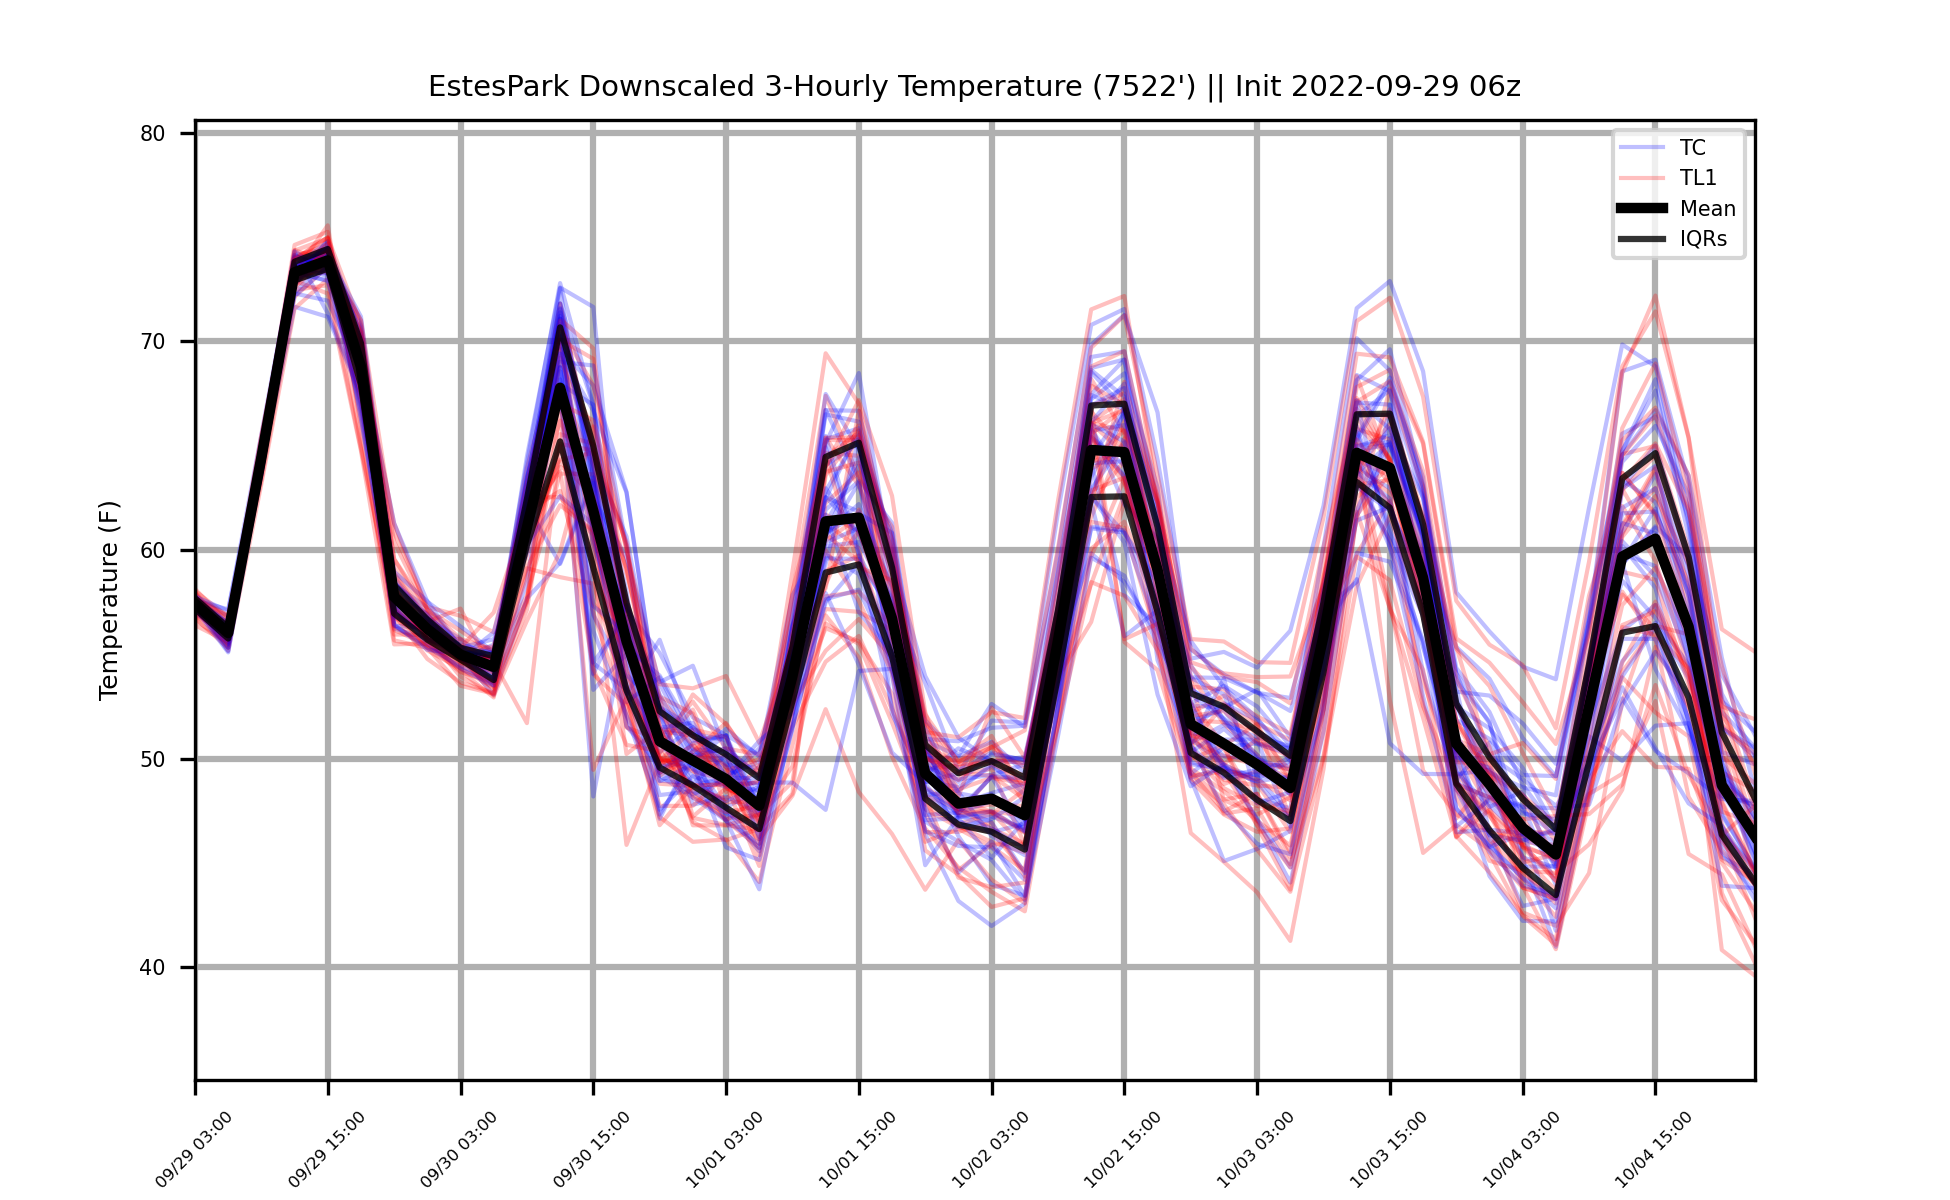 EstesPark Downscaled 3-Hourly Temperature (7522') || Init 2022-09-29 06z
TC
TL1
Mean
IQRs
Temperature (F)
80
70
60
50
40
09/29 03:00
09/29 15:00
09/30 03:00
09/30 15:00
10/01 03:00
10/01 15:00
10/02 03:00
10/02 15:00
10/03 03:00
10/03 15:00
10/04 03:00
10/04 15:00